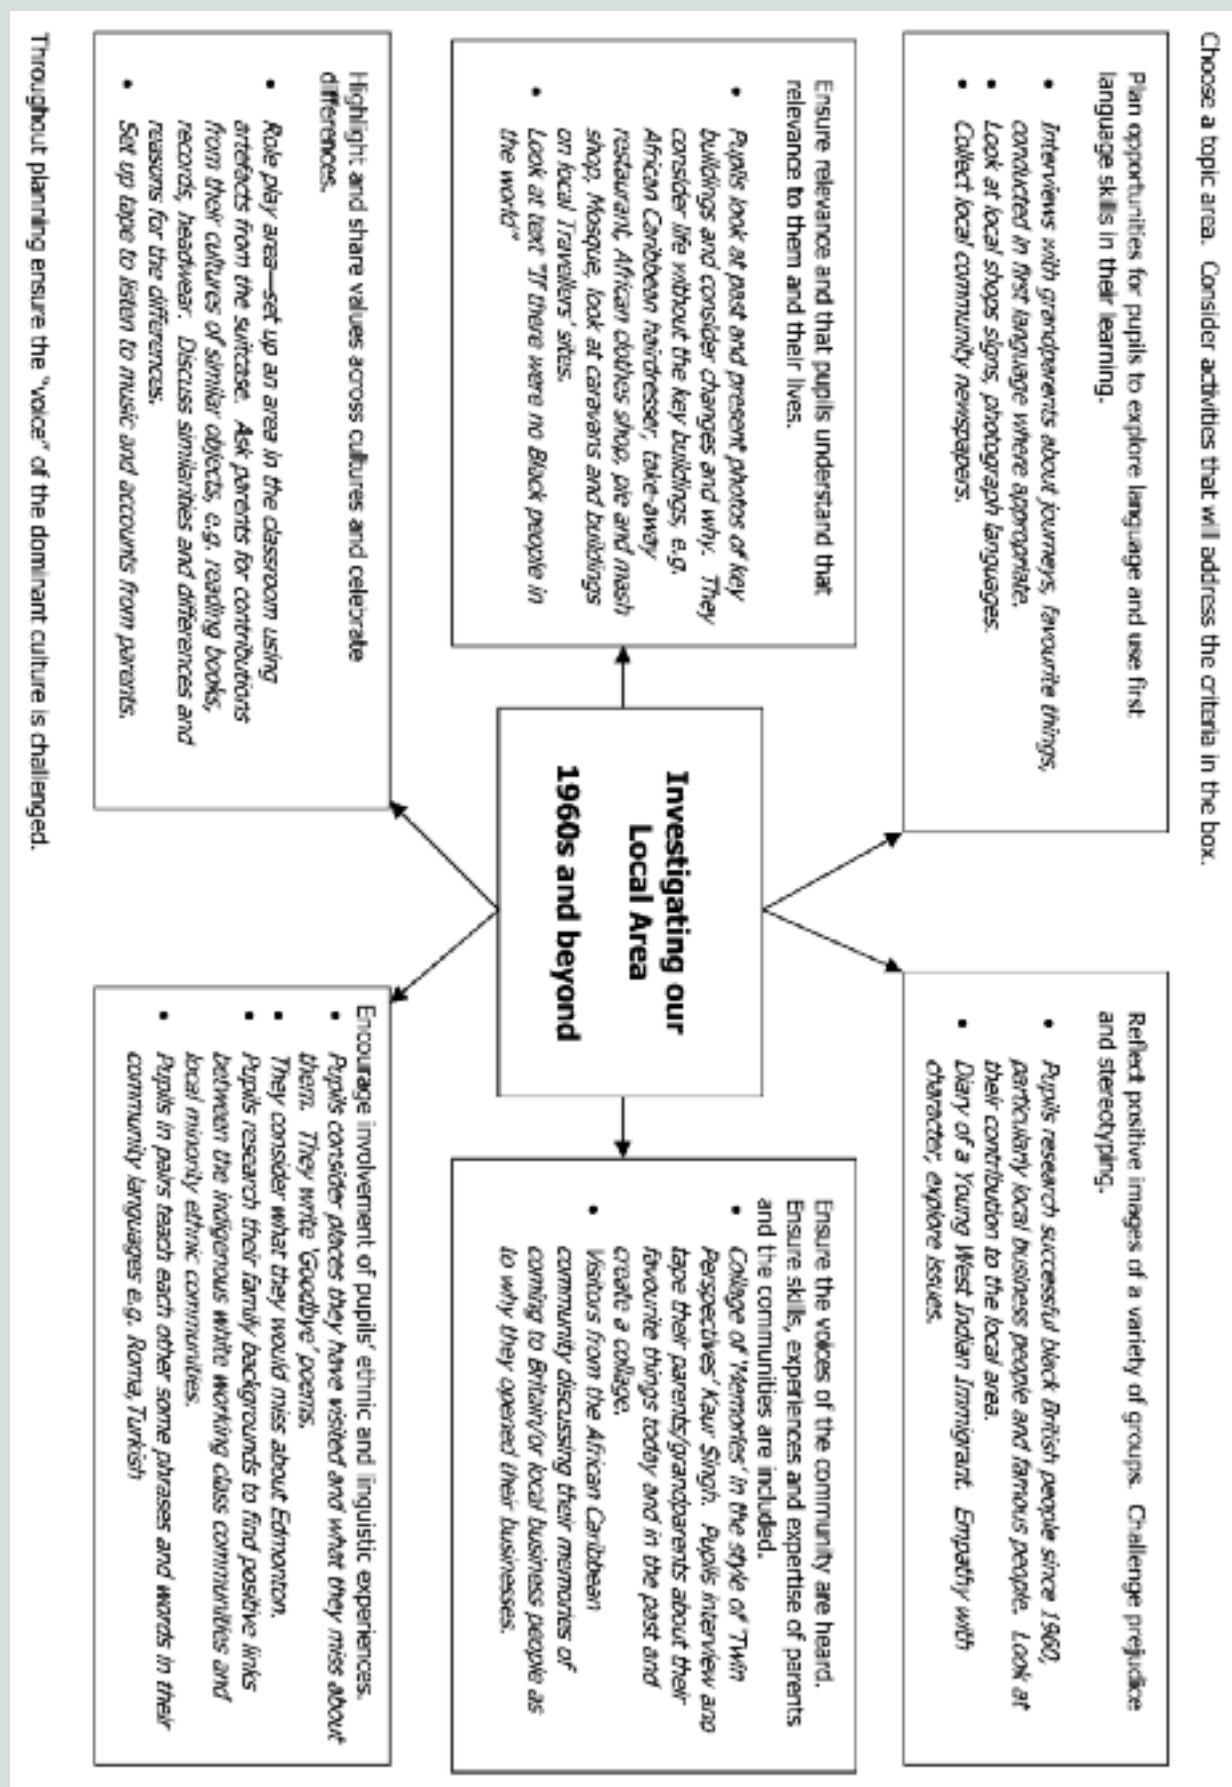 Choose a topic area. Consider activities that will address the criteria in the box.
Plan opportunities for pupils to explore language and use first
language skills in their learning.
• Interviews with grandparents about journeys, favourite things,
conducted in first language where appropriate.
• Look at local shops signs, photograph languages.
• Collect local community newspapers.
Reflect positive images of a variety of groups. Challenge prejudice
and stereotyping.
• Pupils research successful black British people since 1960,
particularly local business people and famous people. Look at
their contribution to the local area.
• Diary of a Young West Indian Immigrant. Empathy with
character, explore issues.
Ensure relevance and that pupils understand that
relevance to them and their lives.
• Pupils look at past and present photos of key
buildings and consider changes and why. They
consider life without the key buildings, e.g.
African Caribbean hairdresser, take-away
restaurant, African clothes shop, pie and mash
shop, Mosque, look at caravans and buildings
on local Travellers' sites.
• Look at text "If there were no Black people in
the world"
Investigating our
Local Area
1960s and beyond
Ensure the voices of the community are heard.
Ensure skills, experiences and expertise of parents
and the communities are included.
• Collage of 'Memories' in the style of 'Twin
Perspectives' Kaur Singh. Pupils interview and
tape their parents/grandparents about their
favourite things today and in the past and
create a collage.
• Visitors from the African Caribbean
community discussing their memories of
coming to Britain/or local business people as
to why they opened their businesses.
Highlight and share values across cultures and celebrate
differences.
• Role play area—set up an area in the classroom using
artefacts from the suitcase. Ask parents for contributions
from their cultures of similar objects, e.g. reading books,
records, headwear. Discuss similarities and differences and
reasons for the differences.
• Set up tape to listen to music and accounts from parents.
Encourage involvement of pupils' ethnic and linguistic experiences.
• Pupils consider places they have visited and what they miss about
them. They write 'Goodbye' poems.
• They consider what they would miss about Edmonton.
• Pupils research their family backgrounds to find positive links
between the indigenous white working class communities and
local minority ethnic communities.
• Pupils in pairs teach each other some phrases and words in their
community languages e.g. Roma, Turkish
Throughout planning ensure the "voice" of the dominant culture is challenged.